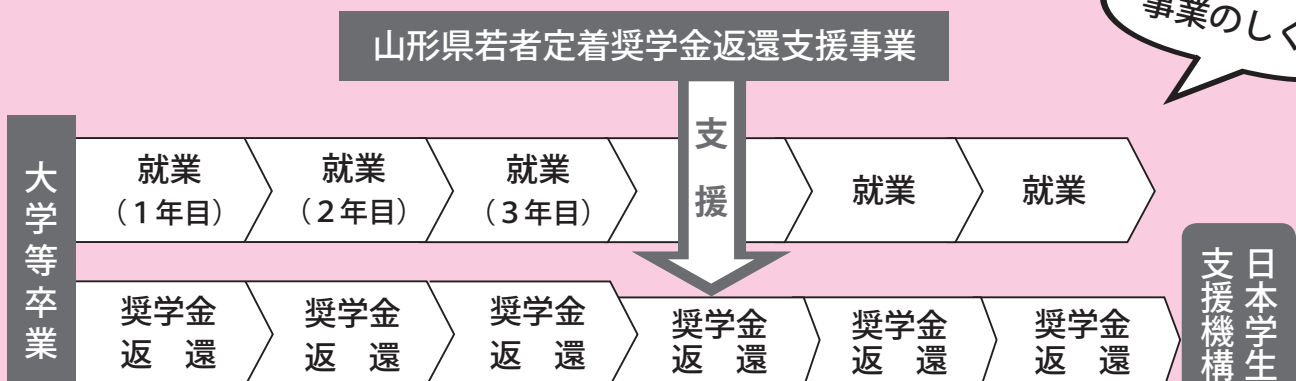 事業のしく
山形県若者定着奨学金返還支援事業
支援
大学等卒業
就業
（1年目）
就業
（2年目）
就業
（3年目）
就業
就業
奨学金
返　還
奨学金
返　還
奨学金
返　還
奨学金
返　還
奨学金
返　還
奨学金
返　還
日本学生
支援機構